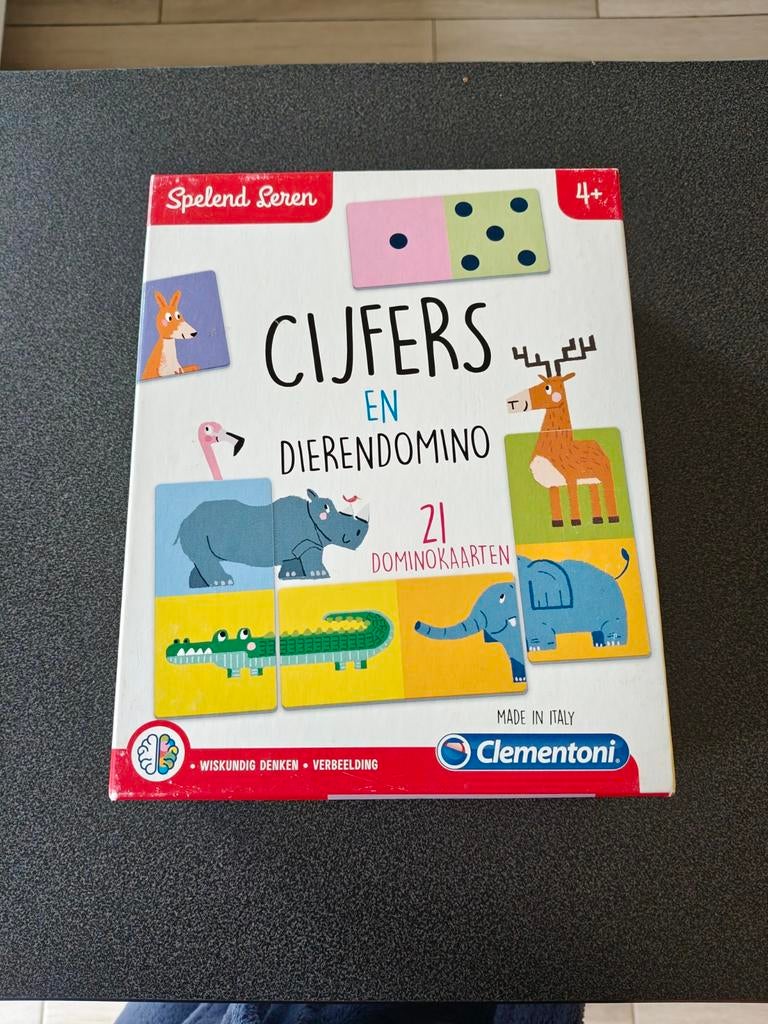 Spelend Leren
4+
CIJFERS
EN
DIERENDOMINO
21
DOMINOKAARTEN
MADE IN ITALY
Clementoni®
• WISKUNDIG DENKEN • VERBEELDING